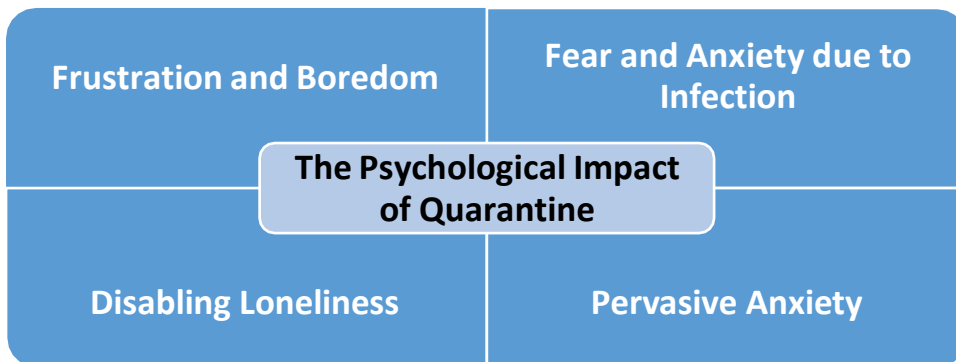 Frustration and Boredom
Fear and Anxiety due to
Infection
The Psychological Impact
of Quarantine
Disabling Loneliness
Pervasive Anxiety